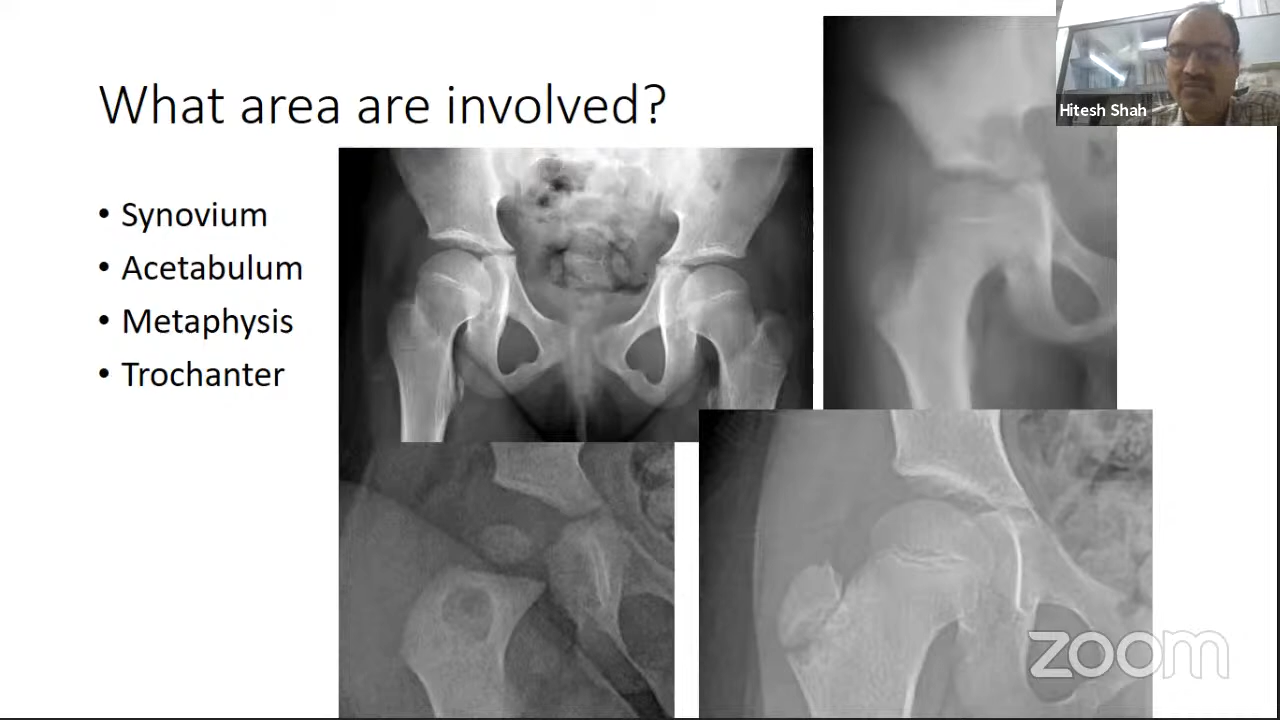 What area are involved?
• Synovium
• Acetabulum
• Metaphysis
• Trochanter
Hitesh Shah
zoom